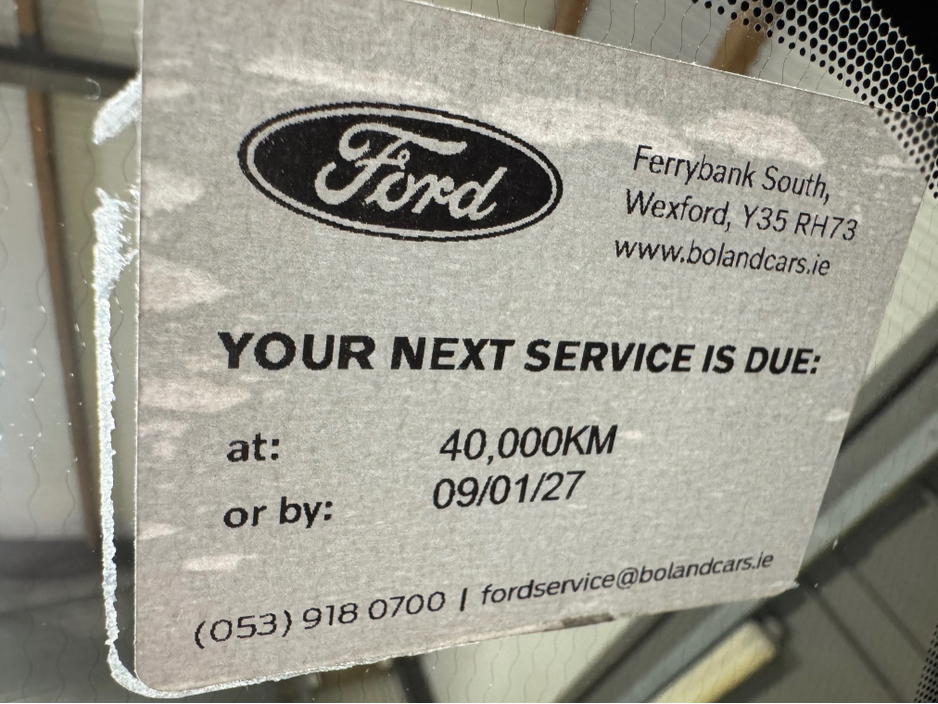 Ford
Ferrybank South,
Wexford, Y35 RH73
www.bolandcars.ie
YOUR NEXT SERVICE IS DUE:
at: 40,000KM
or by: 09/01/27
(053) 918 0700 | fordservice@bolandcars.ie